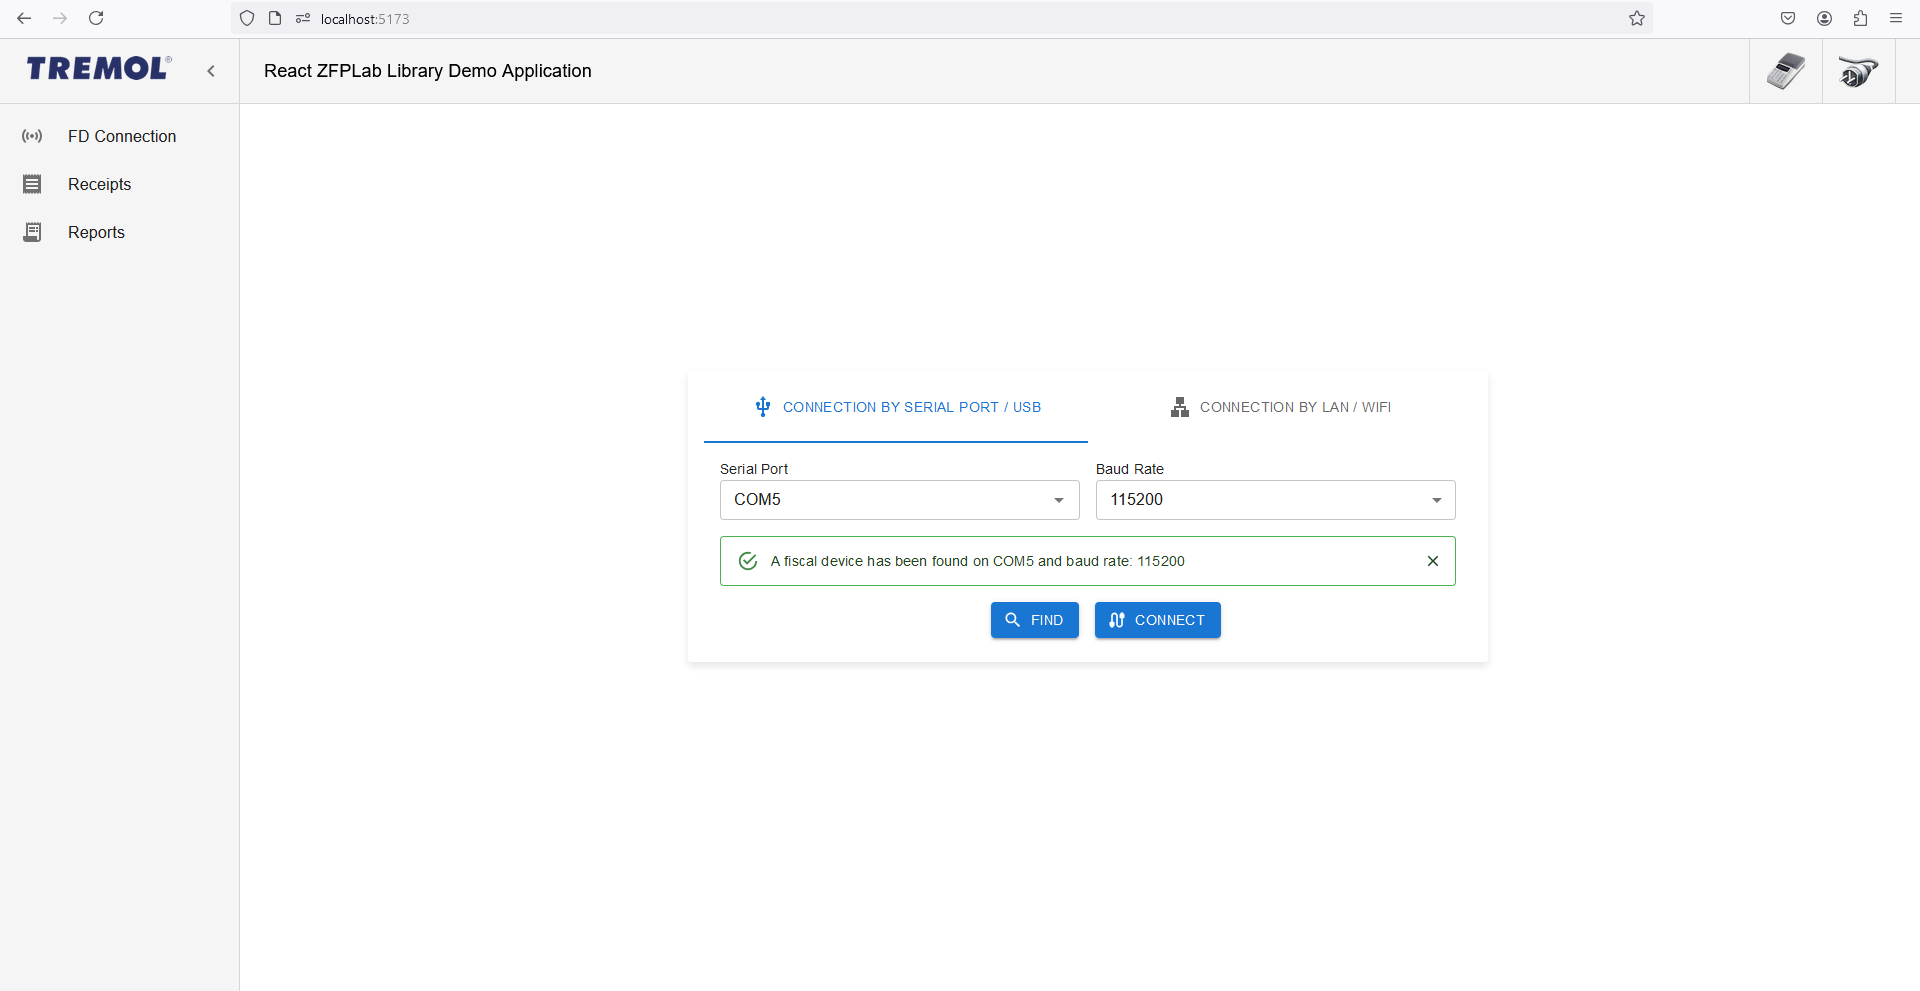 localhost:5173
TREMOL®
React ZFPLab Library Demo Application
FD Connection
Receipts
Reports
CONNECTION BY SERIAL PORT / USB
CONNECTION BY LAN / WIFI
Serial Port
Baud Rate
COM5
115200
A fiscal device has been found on COM5 and baud rate: 115200
FIND
CONNECT